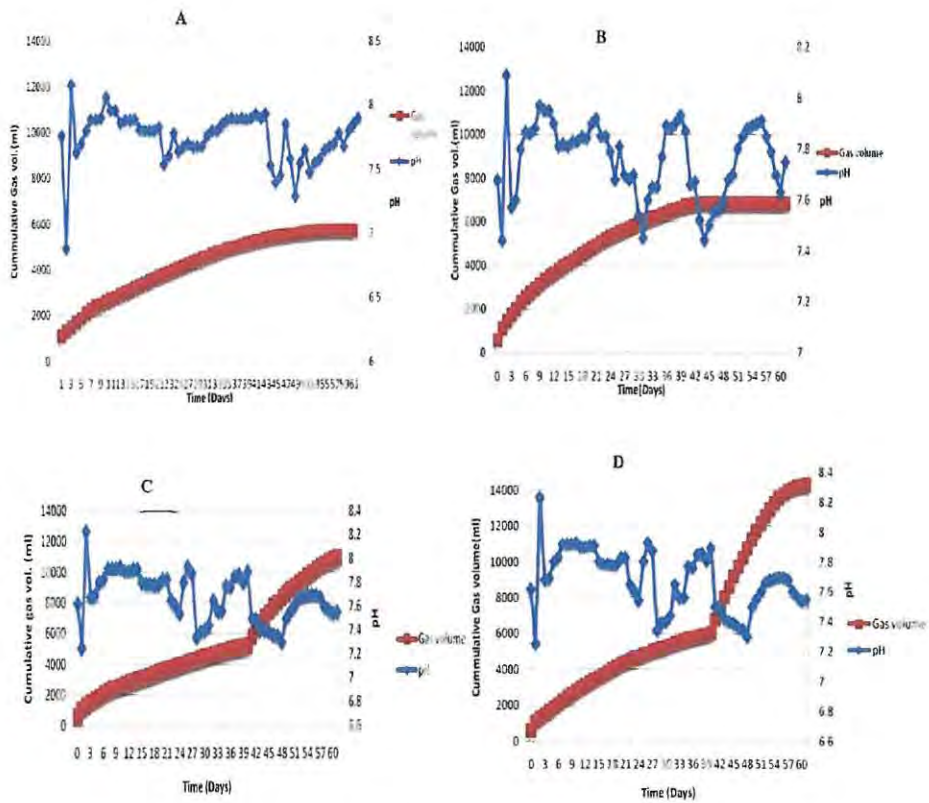 A
14000
12000
10000
8000
6000
4000
2000
0
8.5
8
7.5
7
6.5
6
Cummulative Gas vol.(ml)
pH
Gas
volume
pH
Time (Days)
B
14000
12000
10000
8000
6000
4000
2000
0
8.2
8
7.8
7.6
7.4
7.2
7
Cummulative Gas vol.(ml)
pH
Gas volume
pH
0 3 6 9 12 15 18 21 24 27 30 33 36 39 42 45 48 51 54 57 60
Time(Days)
C
14000
12000
10000
8000
6000
4000
2000
0
8.4
8.2
8
7.8
7.6
7.4
7.2
7
6.8
6.6
Cumulative gas vol. (ml)
pH
Gas volume
pH
0 3 6 9 12 15 18 21 24 27 30 33 36 39 42 45 48 51 54 57 60
Time (Days)
D
14000
12000
10000
8000
6000
4000
2000
0
8.4
8.2
8
7.8
7.6
7.4
7.2
7
6.8
6.6
Cummulative Gas volume(ml)
pH
Gas volume
pH
0 3 6 9 12 15 18 21 24 27 30 33 36 39 42 45 48 51 54 57 60
Time (Days)